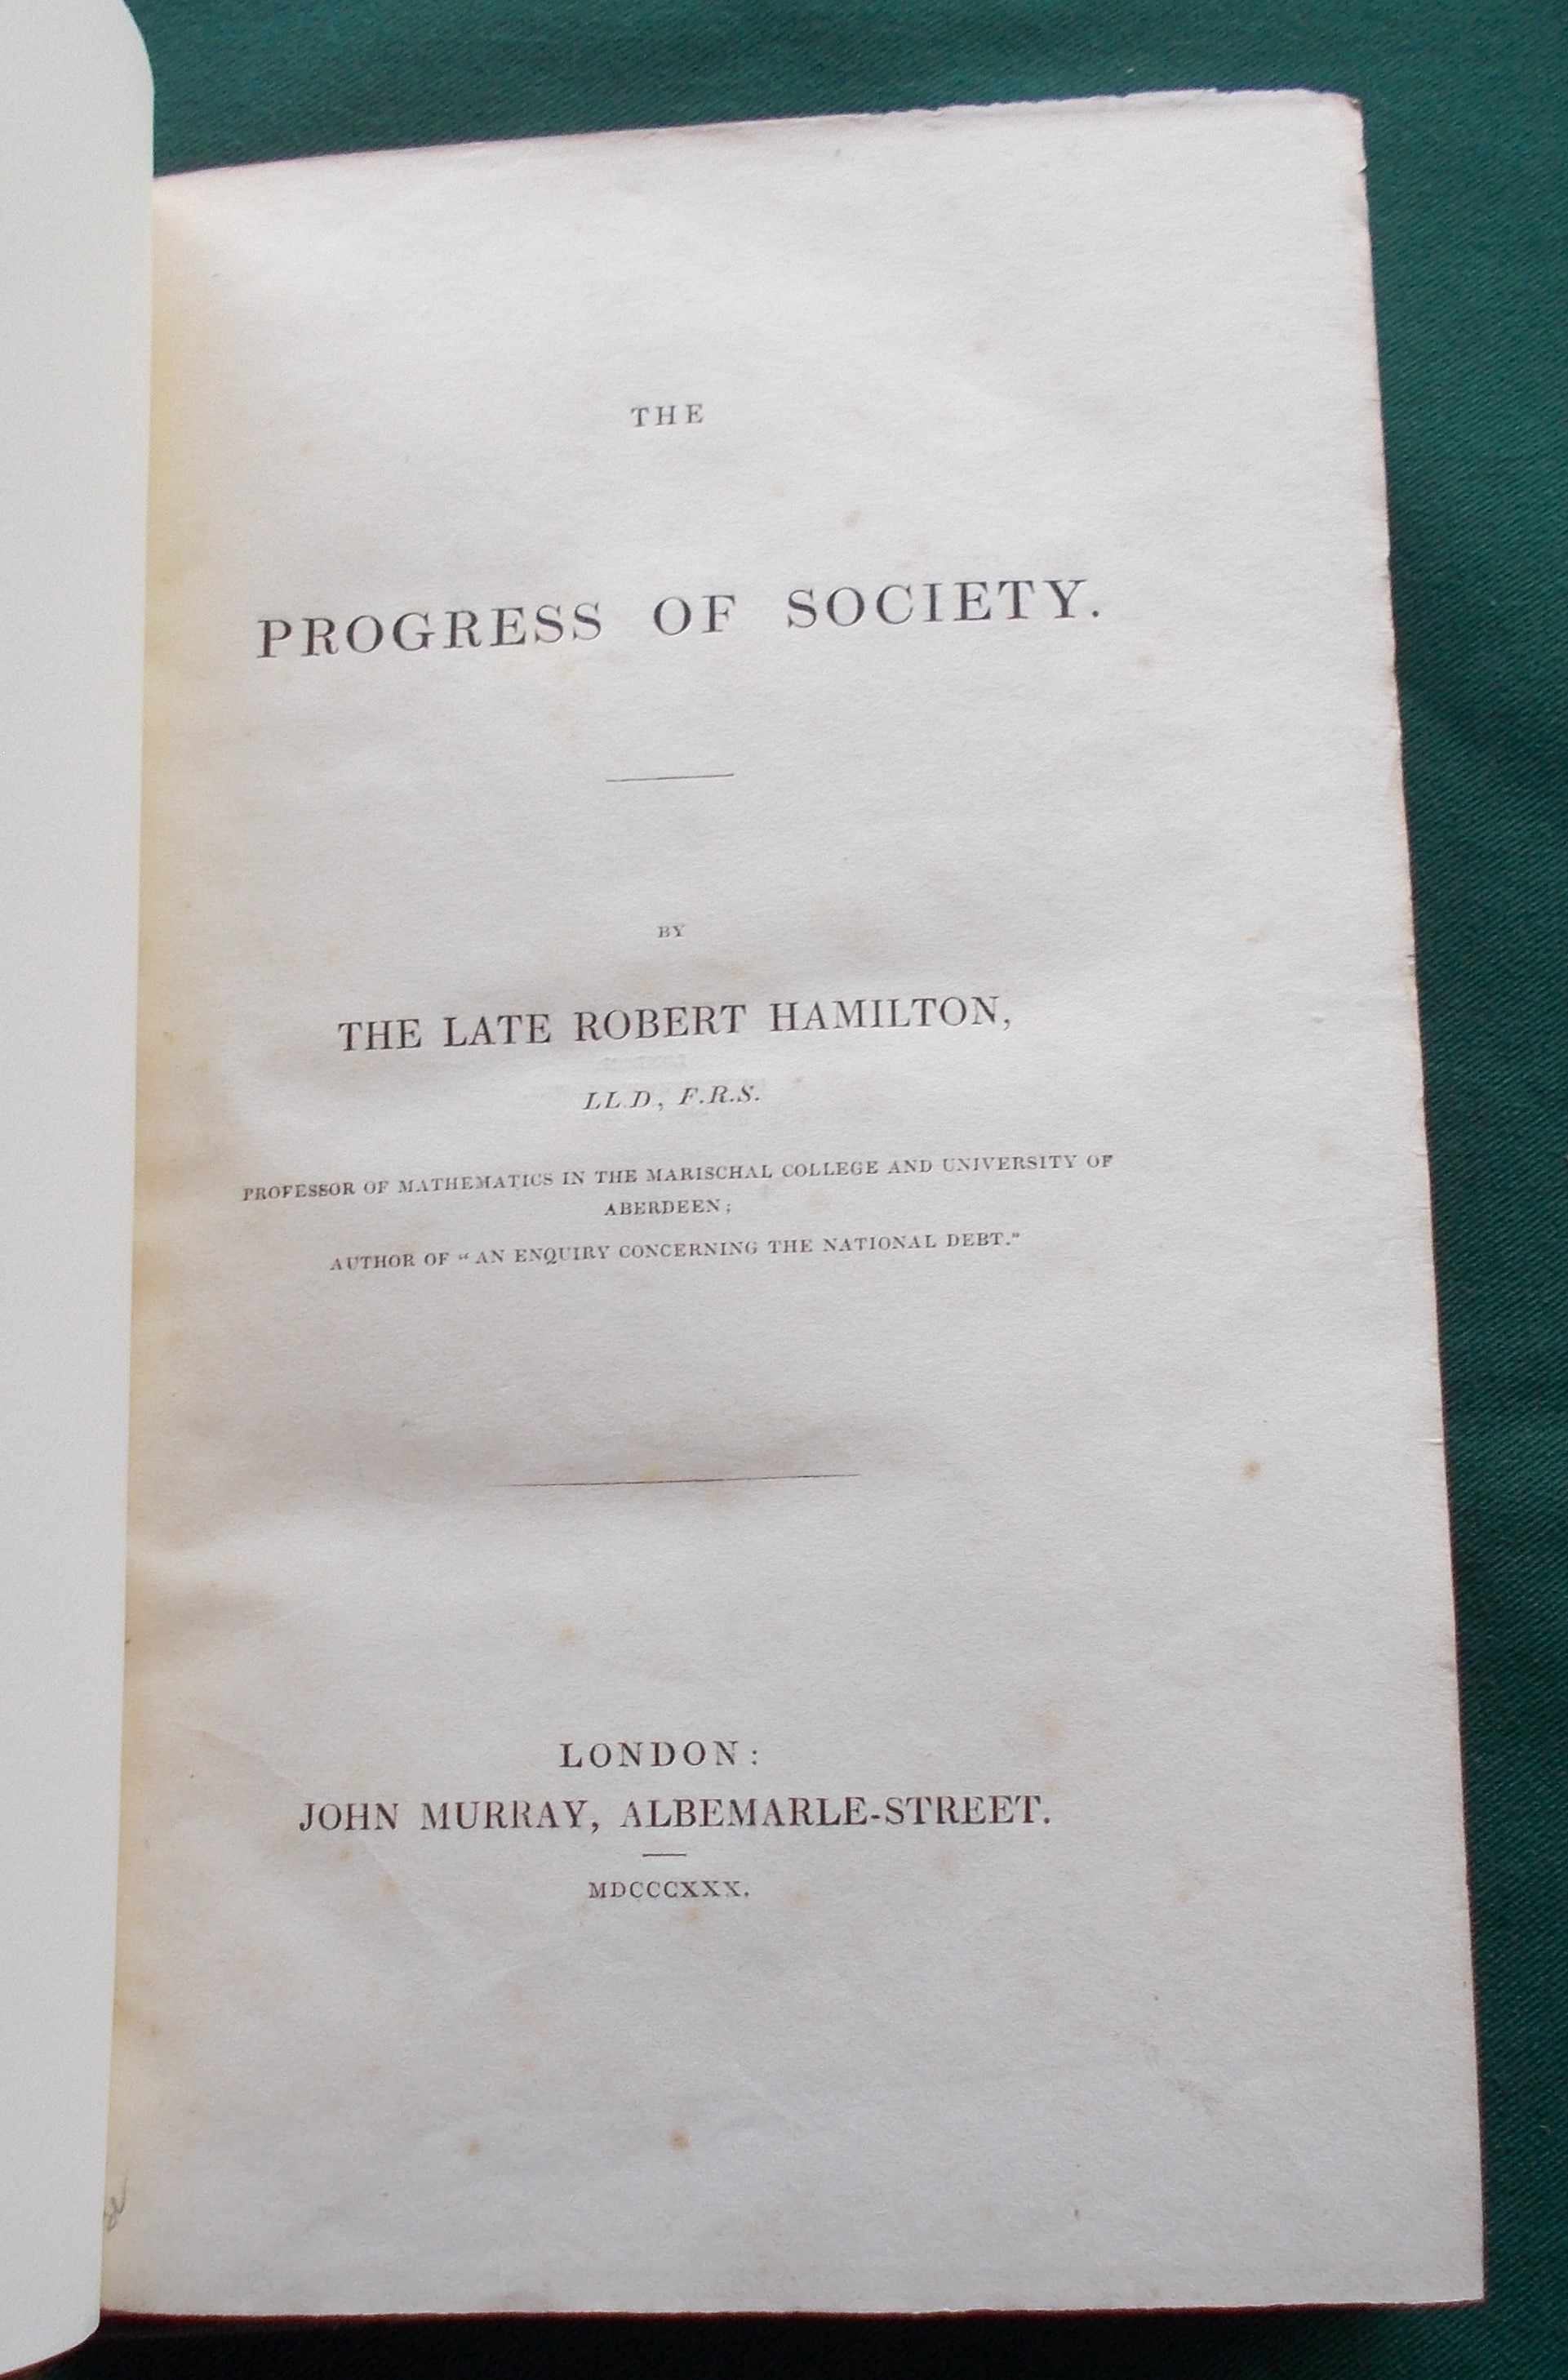 THE
PROGRESS OF SOCIETY.
BY
THE LATE ROBERT HAMILTON,
LL.D., F.R.S.
PROFESSOR OF MATHEMATICS IN THE MARISCHAL COLLEGE AND UNIVERSITY OF
ABERDEEN;
AUTHOR OF “AN ENQUIRY CONCERNING THE NATIONAL DEBT.”
LONDON:
JOHN MURRAY, ALBEMARLE-STREET.
MDCCCXXX.